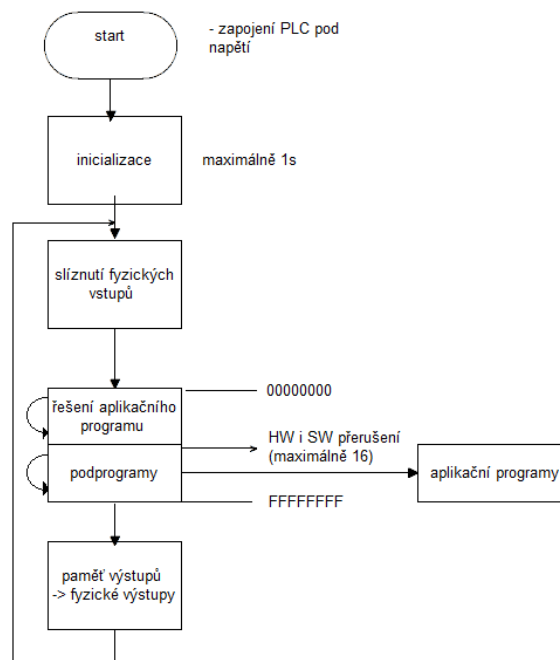 start
- zapojení PLC pod
napětí
inicializace
maximálně 1s
slíznutí fyzických
vstupů
řešení aplikačního
programu
00000000
HW i SW přerušení
(maximálně 16)
podprogramy
aplikační programy
FFFFFFFF
paměť výstupů
-> fyzické výstupy